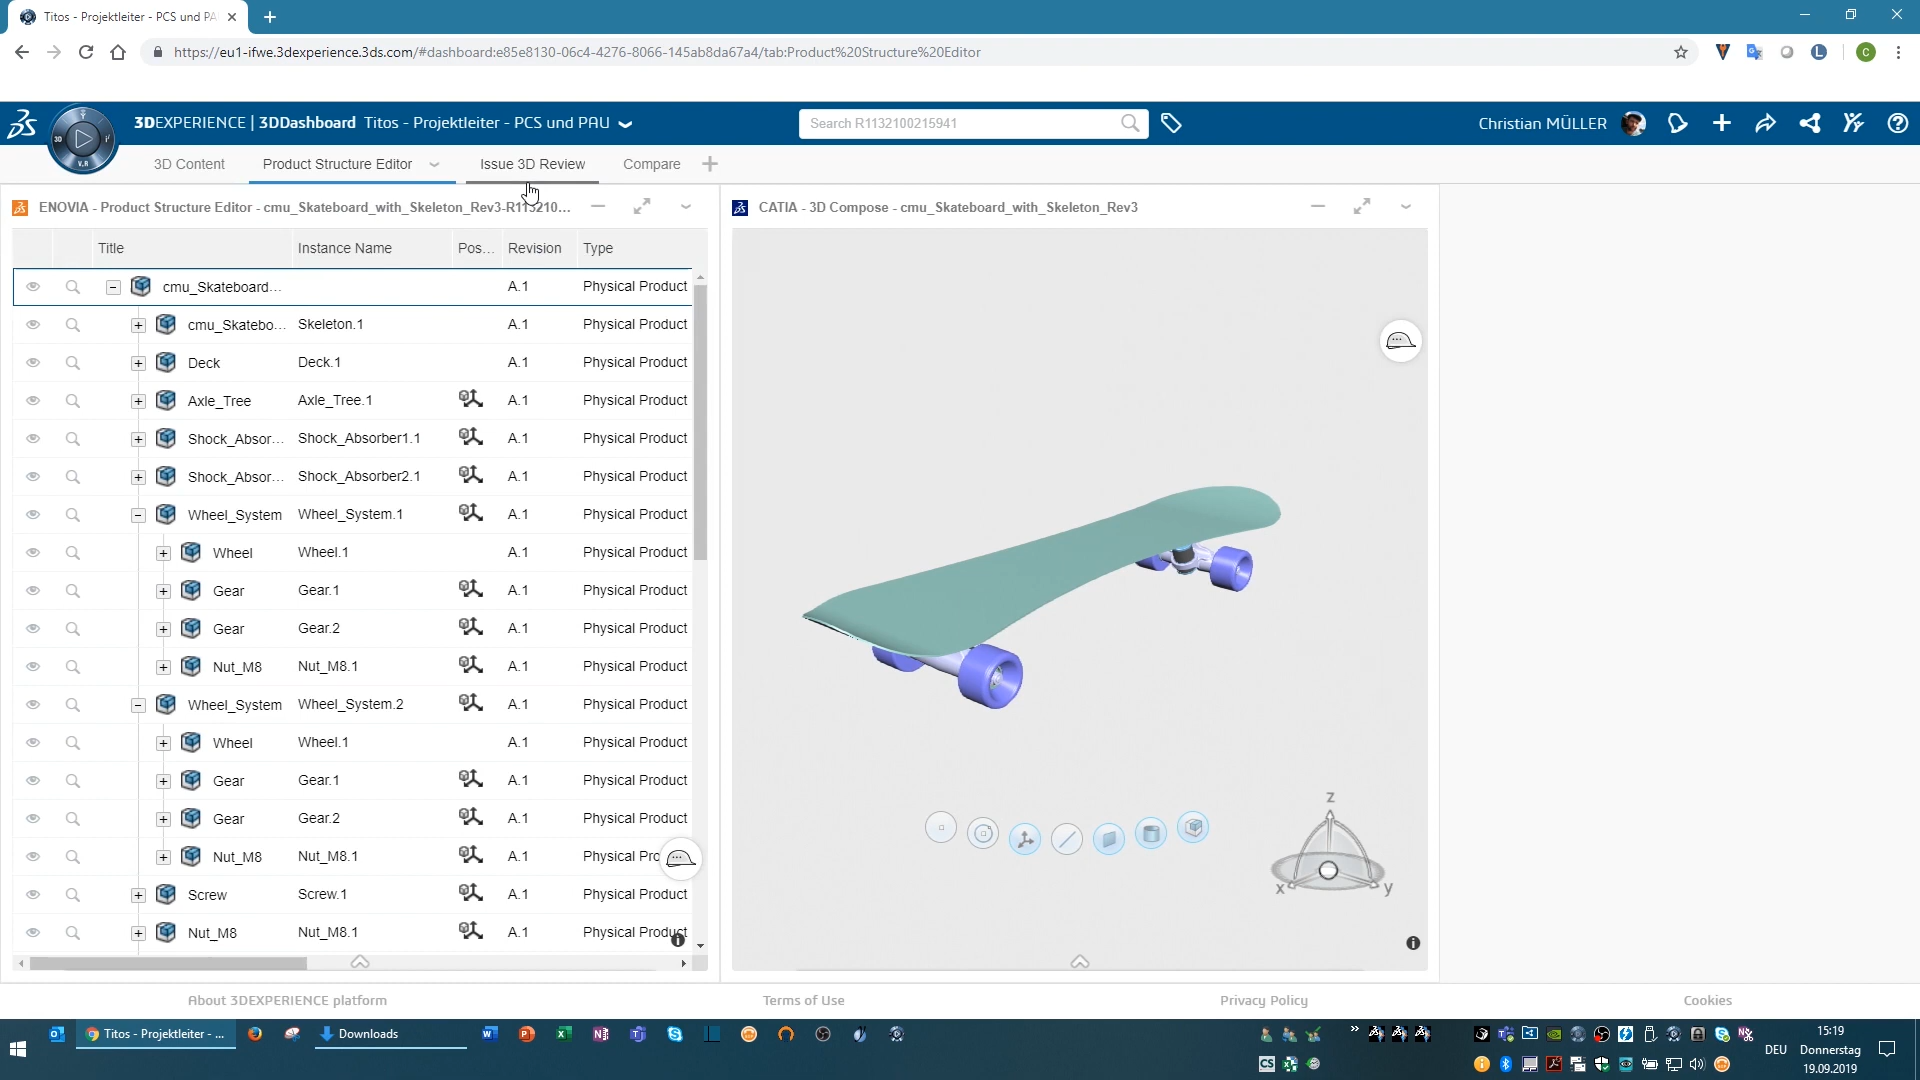 Titos - Projektleiter - PCS und PA
https://eu1-ifwe.3dexperience.3ds.com/#dashboard:e85e8130-06c4-4276-8066-145ab8da67a4/tab:Product%20Structure%20Editor
3DEXPERIENCE | 3DDashboard Titos - Projektleiter - PCS und PAU
Search R1132100215941
Christian MÜLLER
3D Content Product Structure Editor Issue 3D Review Compare
ENOVIA - Product Structure Editor - cmu_Skateboard_with_Skeleton_Rev3-R113210...
CATIA - 3D Compose - cmu_Skateboard_with_Skeleton_Rev3
Title Instance Name Pos... Revision Type
cmu_Skateboard... A.1 Physical Product
cmu_Skatebo... Skeleton.1 A.1 Physical Product
Deck Deck.1 A.1 Physical Product
Axle_Tree Axle_Tree.1 A.1 Physical Product
Shock_Absor... Shock_Absorber1.1 A.1 Physical Product
Shock_Absor... Shock_Absorber2.1 A.1 Physical Product
Wheel_System Wheel_System.1 A.1 Physical Product
Wheel Wheel.1 A.1 Physical Product
Gear Gear.1 A.1 Physical Product
Gear Gear.2 A.1 Physical Product
Nut_M8 Nut_M8.1 A.1 Physical Product
Wheel_System Wheel_System.2 A.1 Physical Product
Wheel Wheel.1 A.1 Physical Product
Gear Gear.1 A.1 Physical Product
Gear Gear.2 A.1 Physical Product
Nut_M8 Nut_M8.1 A.1 Physical Pro
Screw Screw.1 A.1 Physical Product
Nut_M8 Nut_M8.1 A.1 Physical Product
z
x
y
About 3DEXPERIENCE platform Terms of Use Privacy Policy Cookies
Titos - Projektleiter - ...
Downloads
DEU
15:19
Donnerstag
19.09.2019